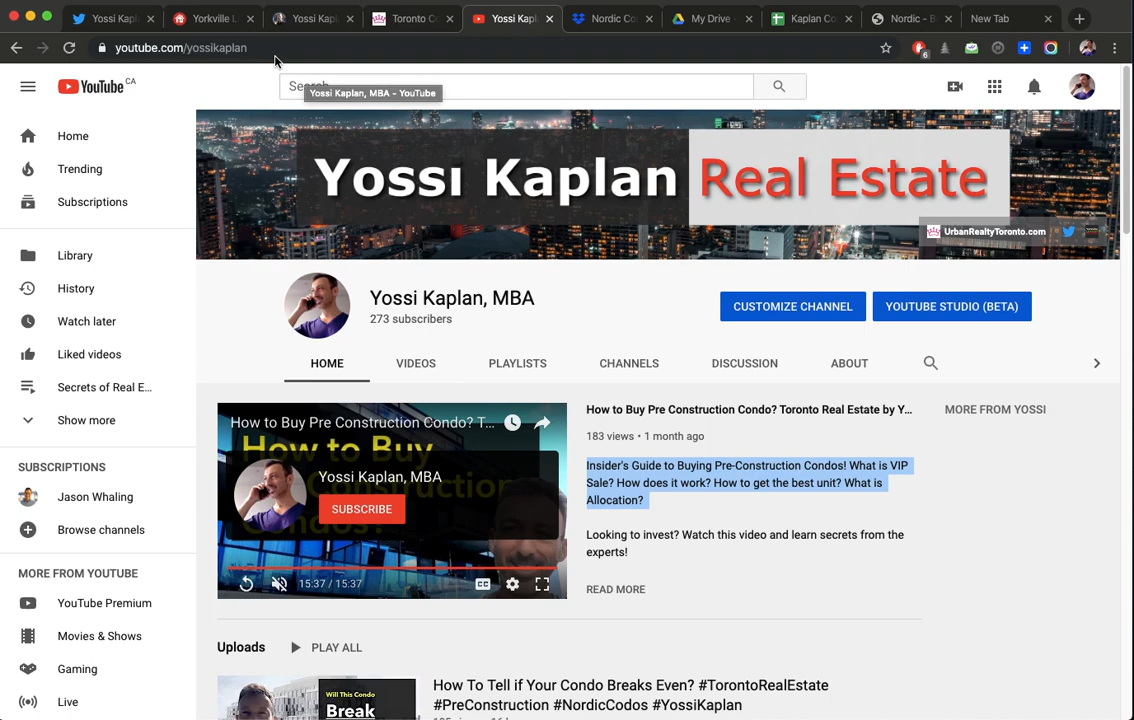 Yossi Kapl
Yorkville L
Yossi Kapl
Toronto C
Yossi Kapl
Nordic Co
My Drive -
Kaplan Co
Nordic - B
New Tab
youtube.com/yossikaplan
6
YouTube CA
Sear
Yossi Kaplan, MBA - YouTube
Home
Trending
Subscriptions
Library
History
Watch later
Liked videos
Secrets of Real E...
Show more
SUBSCRIPTIONS
Jason Whaling
Browse channels
MORE FROM YOUTUBE
YouTube Premium
Movies & Shows
Gaming
Live
Yossi Kaplan Real Estate
UrbanRealtyToronto.com
Yossi Kaplan, MBA
273 subscribers
CUSTOMIZE CHANNEL
YOUTUBE STUDIO (BETA)
HOME
VIDEOS
PLAYLISTS
CHANNELS
DISCUSSION
ABOUT
How to Buy Pre Construction Condo? T...
How to Buy
Yossi Kaplan, MBA
SUBSCRIBE
15:37 / 15:37
CC
How to Buy Pre Construction Condo? Toronto Real Estate by Y...
183 views • 1 month ago
Insider's Guide to Buying Pre-Construction Condos! What is VIP
Sale? How does it work? How to get the best unit? What is
Allocation?
Looking to invest? Watch this video and learn secrets from the
experts!
READ MORE
MORE FROM YOSSI
Uploads
PLAY ALL
Will This Condo
Break
How To Tell if Your Condo Breaks Even? #TorontoRealEstate
#PreConstruction #NordicCodos #YossiKaplan